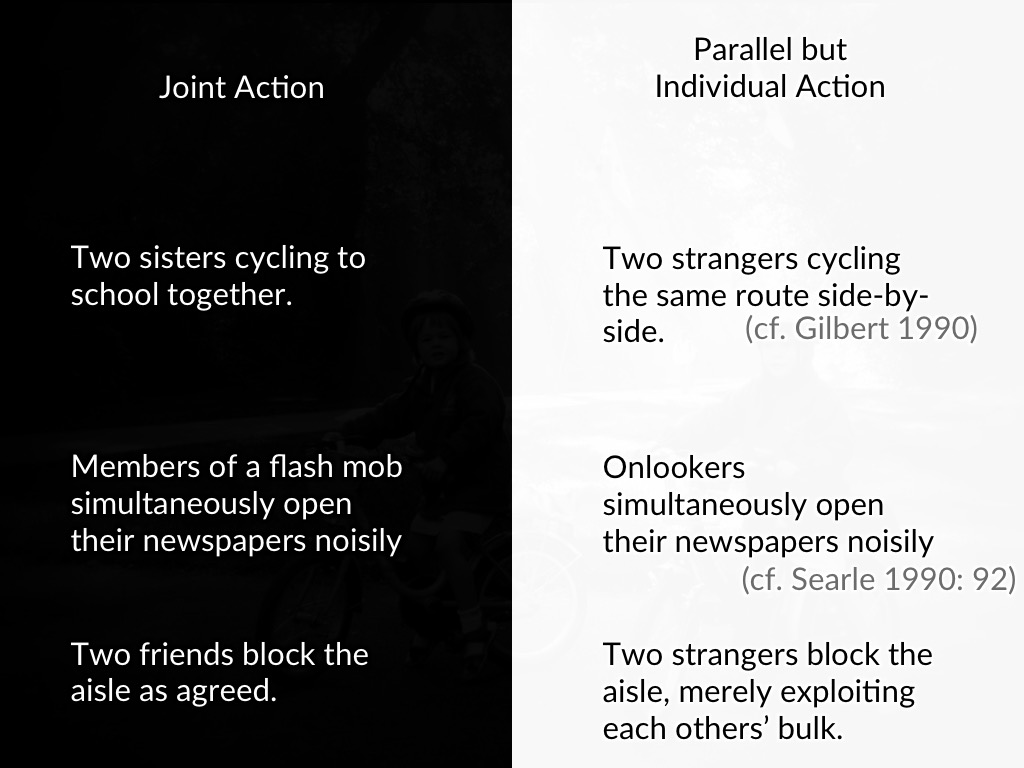 Joint Action
Two sisters cycling to
school together.
Members of a flash mob
simultaneously open
their newspapers noisily
Two friends block the
aisle as agreed.
Parallel but
Individual Action
Two strangers cycling
the same route side-by-
side.
(cf. Gilbert 1990)
Onlookers
simultaneously open
their newspapers noisily
(cf. Searle 1990: 92)
Two strangers block the
aisle, merely exploiting
each others’ bulk.